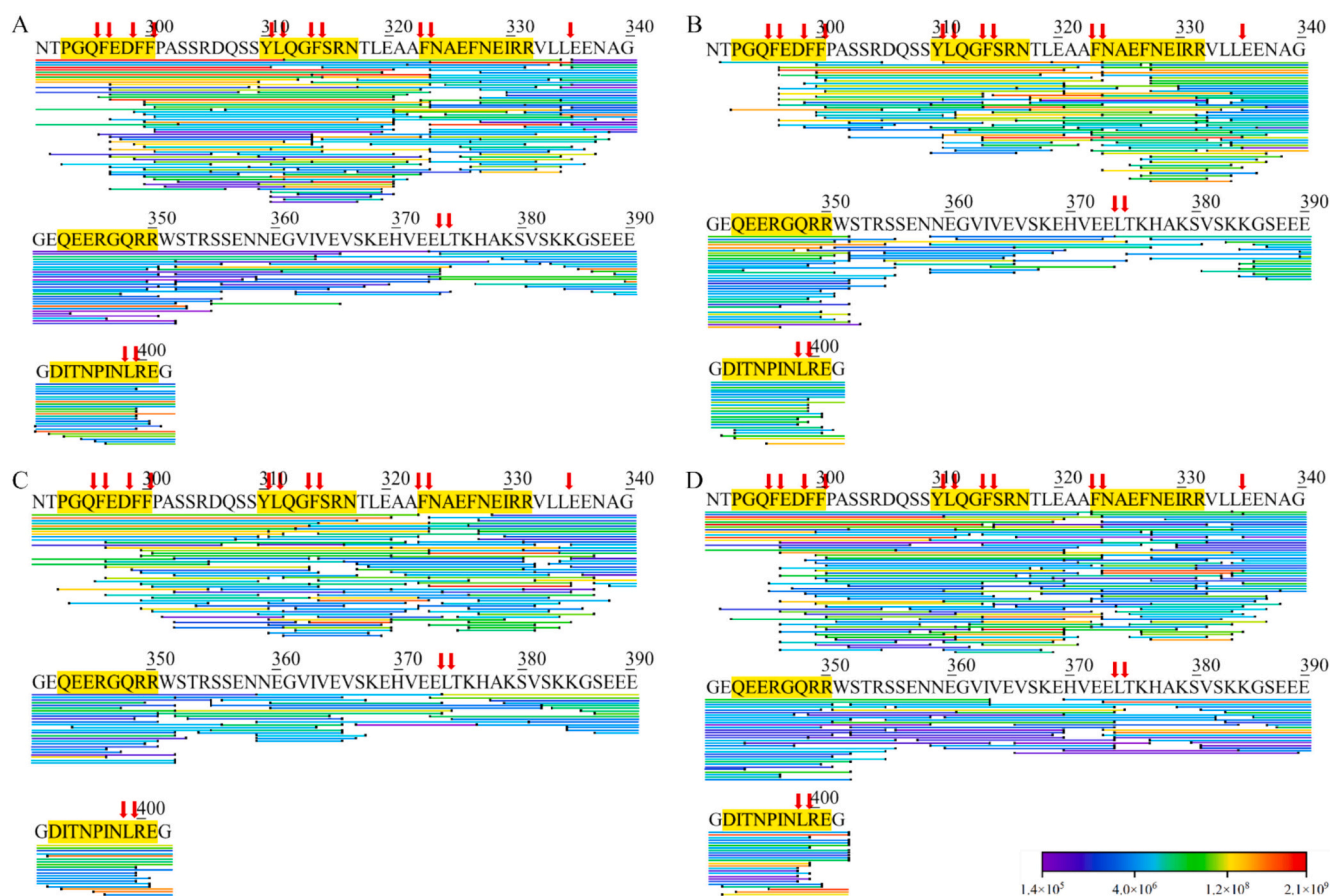 A
300 310 320 330 340
NTPGQFEDFFPASSRDQSSYLQGFSRNTLEAAFNAEFNEIRRVLLEENAG
350 360 370 380 390
GEQEERGQRRWSTRSSENNEGVIVEVSKEHVEELTKHAKSVSKKGSEEE
400
GDITNPINLREG
B
300 310 320 330 340
NTPGQFEDFFPASSRDQSSYLQGFSRNTLEAAFNAEFNEIRRVLLEENAG
350 360 370 380 390
GEQEERGQRRWSTRSSENNEGVIVEVSKEHVEELTKHAKSVSKKGSEEE
400
GDITNPINLREG
C
300 310 320 330 340
NTPGQFEDFFPASSRDQSSYLQGFSRNTLEAAFNAEFNEIRRVLLEENAG
350 360 370 380 390
GEQEERGQRRWSTRSSENNEGVIVEVSKEHVEELTKHAKSVSKKGSEEE
400
GDITNPINLREG
D
300 310 320 330 340
NTPGQFEDFFPASSRDQSSYLQGFSRNTLEAAFNAEFNEIRRVLLEENAG
350 360 370 380 390
GEQEERGQRRWSTRSSENNEGVIVEVSKEHVEELTKHAKSVSKKGSEEE
400
GDITNPINLREG
1.4×10⁵ 4.0×10⁶ 1.2×10⁸ 2.1×10⁹